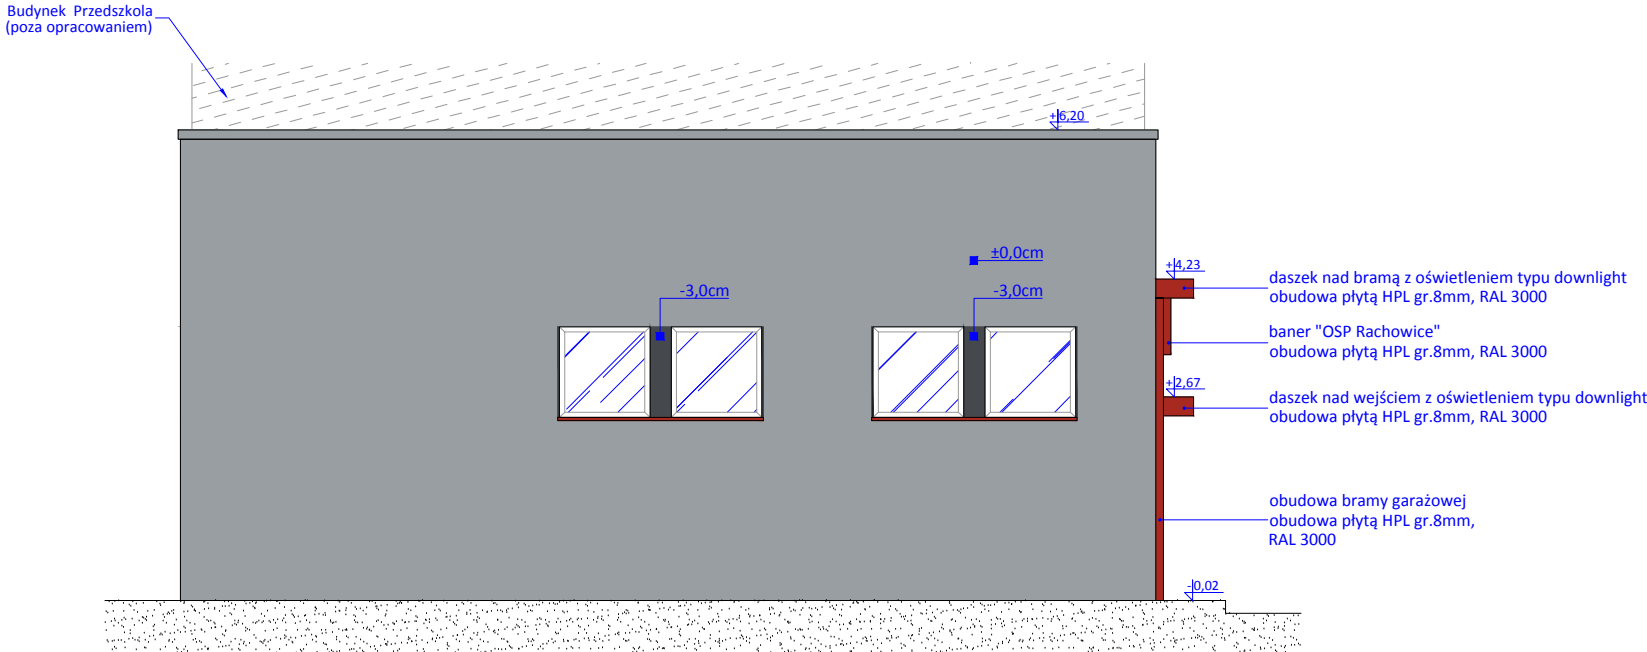 Budynek Przedszkola
(poza opracowaniem)
+6,20
±0,0cm
-3,0cm
-3,0cm
+4,23
daszek nad bramą z oświetleniem typu downlight
obudowa płytą HPL gr.8mm, RAL 3000
baner "OSP Rachowice"
obudowa płytą HPL gr.8mm, RAL 3000
+2,67
daszek nad wejściem z oświetleniem typu downlight
obudowa płytą HPL gr.8mm, RAL 3000
obudowa bramy garażowej
obudowa płytą HPL gr.8mm,
RAL 3000
-0,02